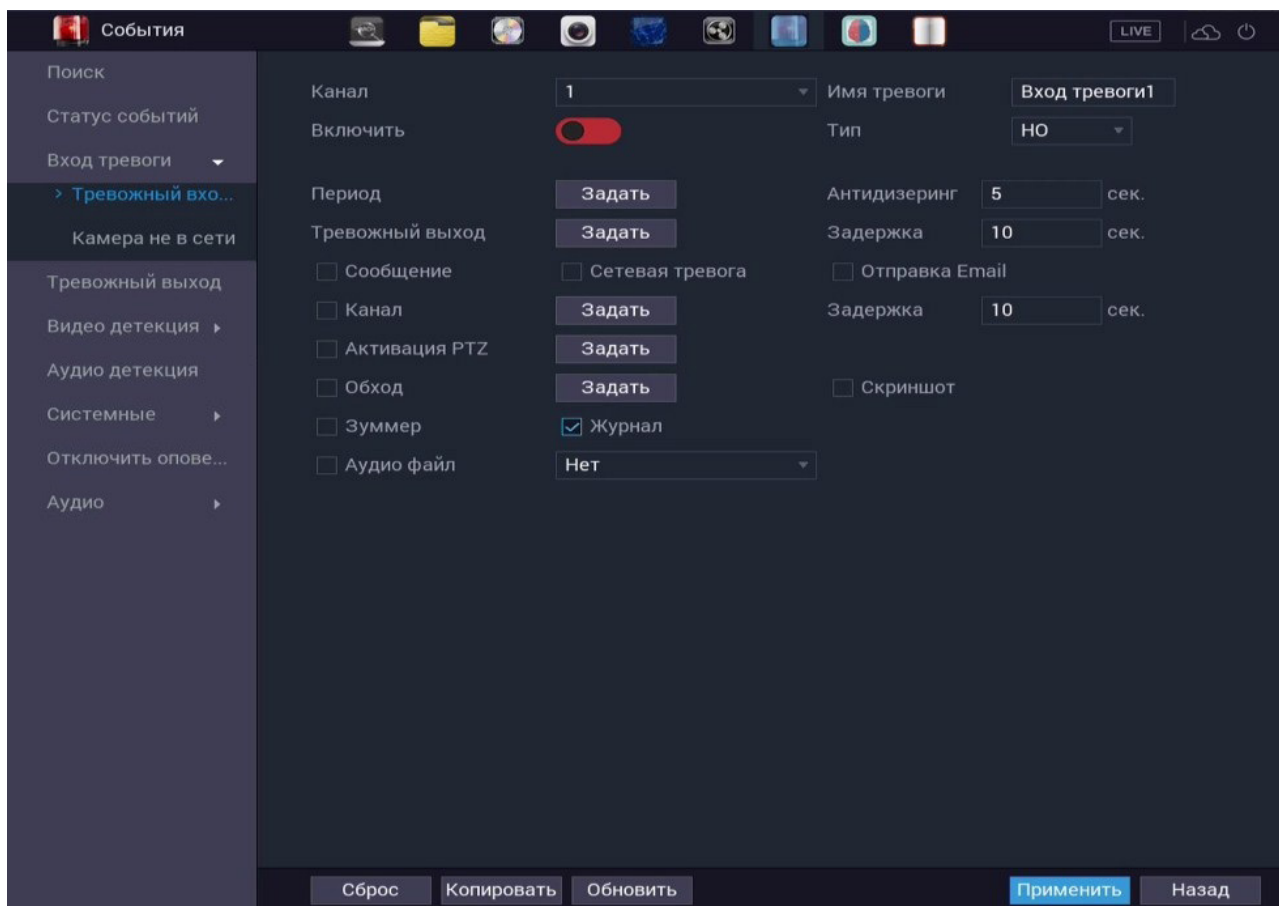 События LIVE
Поиск
Статус событий
Вход тревоги
> Тревожный вхо...
Камера не в сети
Тревожный выход
Видео детекция
Аудио детекция
Системные
Отключить опове...
Аудио
Канал 1 Имя тревоги Вход тревоги1
Включить Тип НО
Период Задать Антидизеринг 5 сек.
Тревожный выход Задать Задержка 10 сек.
Сообщение Сетевая тревога Отправка Email
Канал Задать Задержка 10 сек.
Активация PTZ Задать
Обход Задать Скриншот
Зуммер Журнал
Аудио файл Нет
Сброс Копировать Обновить Применить Назад